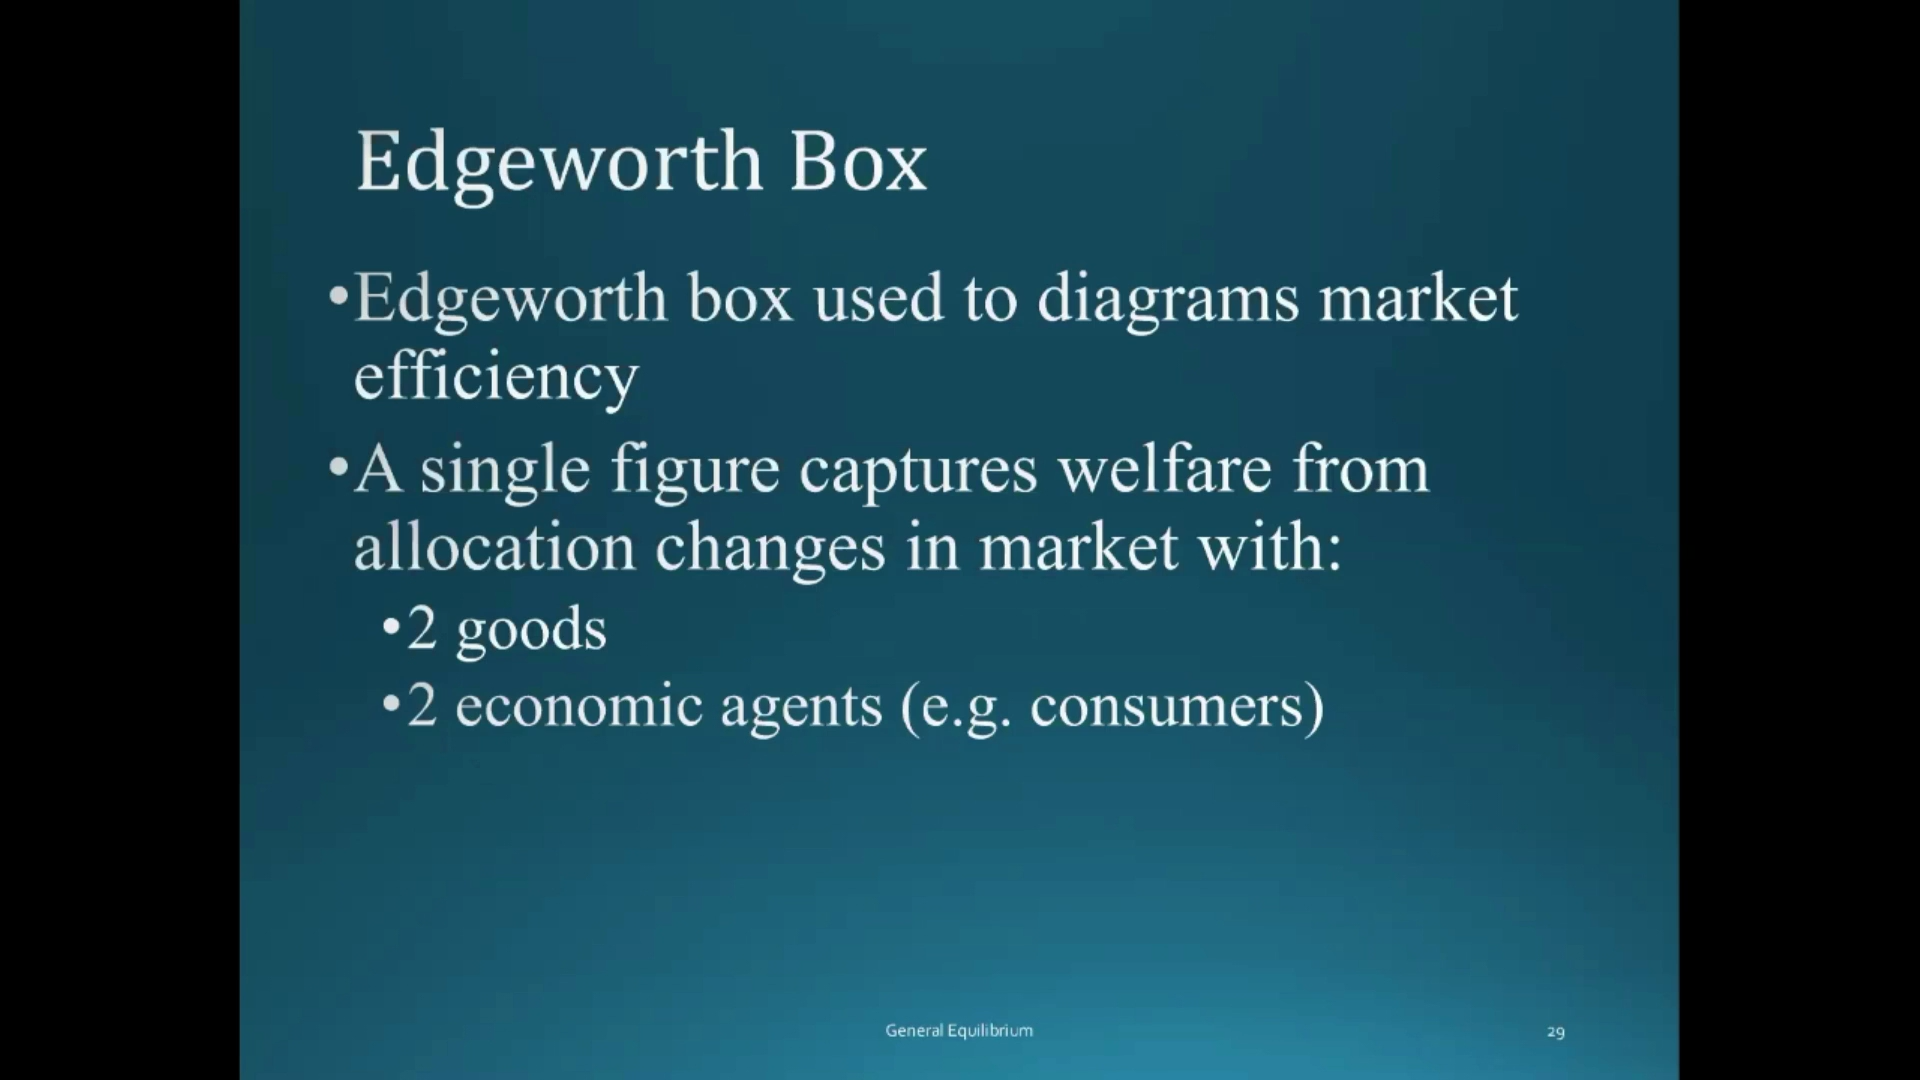 Edgeworth Box
•Edgeworth box used to diagrams market
efficiency
•A single figure captures welfare from
allocation changes in market with:
•2 goods
•2 economic agents (e.g. consumers)
General Equilibrium
29